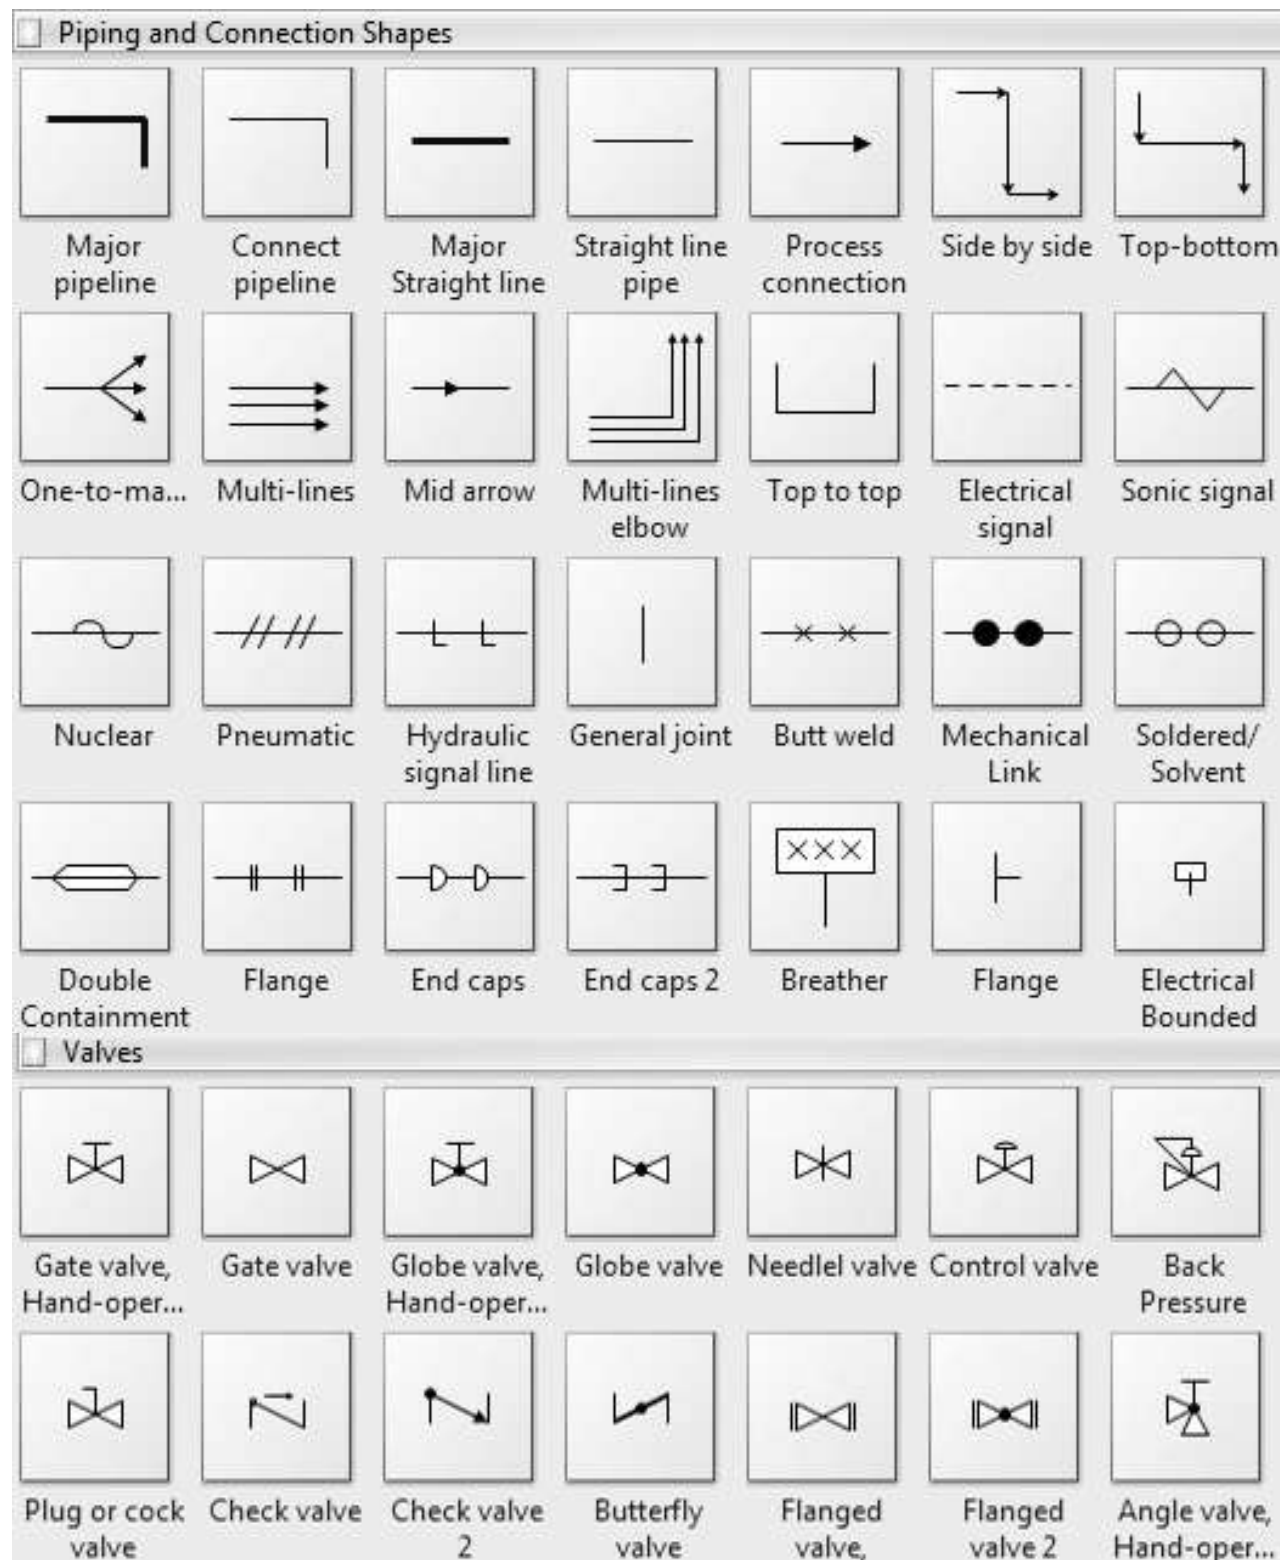 Piping and Connection Shapes
Major pipeline
Connect pipeline
Major Straight line
Straight line pipe
Process connection
Side by side
Top-bottom
One-to-ma...
Multi-lines
Mid arrow
Multi-lines elbow
Top to top
Electrical signal
Sonic signal
Nuclear
Pneumatic
Hydraulic signal line
General joint
Butt weld
Mechanical Link
Soldered/ Solvent
Double Containment
Flange
End caps
End caps 2
Breather
Flange
Electrical Bounded
Valves
Gate valve, Hand-oper...
Gate valve
Globe valve, Hand-oper...
Globe valve
Needlel valve
Control valve
Back Pressure
Plug or cock valve
Check valve
Check valve 2
Butterfly valve
Flanged valve,
Flanged valve 2
Angle valve, Hand-oper...